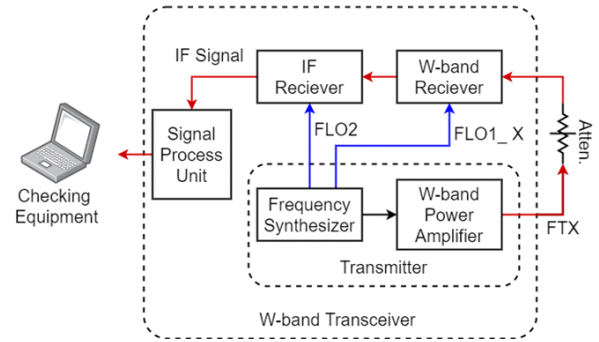 IF Signal
IF
Reciever
W-band
Reciever
Signal
Process
Unit
FLO2
FLO1_ X
Atten.
Checking
Equipment
Frequency
Synthesizer
W-band
Power
Amplifier
FTX
Transmitter
W-band Transceiver